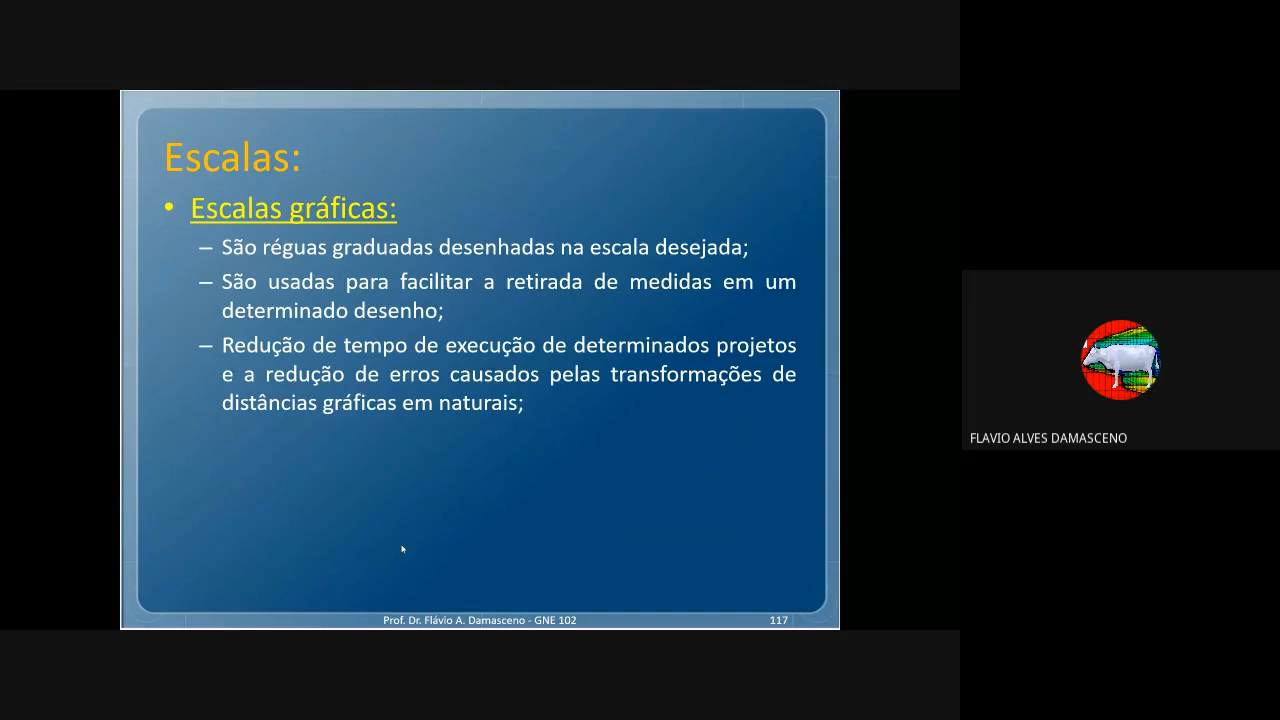 Escalas:
• Escalas gráficas:
– São réguas graduadas desenhadas na escala desejada;
– São usadas para facilitar a retirada de medidas em um
determinado desenho;
– Redução de tempo de execução de determinados projetos
e a redução de erros causados pelas transformações de
distâncias gráficas em naturais;
Prof. Dr. Flávio A. Damasceno - GNE 102
117
FLAVIO ALVES DAMASCENO